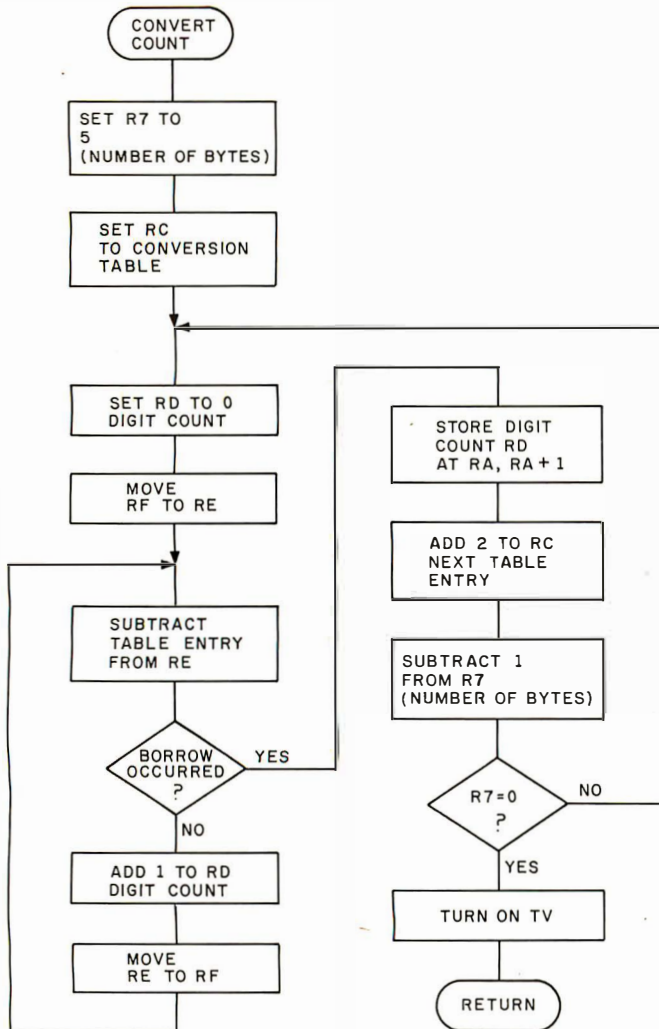 CONVERT
COUNT
SET R7 TO
5
(NUMBER OF BYTES)
SET RC
TO CONVERSION
TABLE
SET RD TO 0
DIGIT COUNT
MOVE
RF TO RE
SUBTRACT
TABLE ENTRY
FROM RE
BORROW
OCCURRED
?
YES
NO
ADD 1 TO RD
DIGIT COUNT
MOVE
RE TO RF
STORE DIGIT
COUNT RD
AT RA, RA + 1
ADD 2 TO RC
NEXT TABLE
ENTRY
SUBTRACT 1
FROM R7
(NUMBER OF BYTES)
R7=0
?
NO
YES
TURN ON TV
RETURN